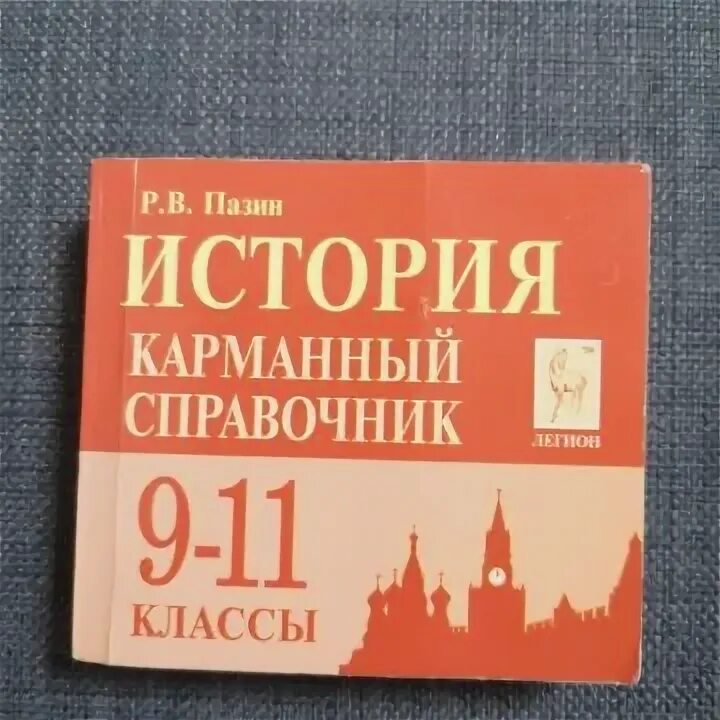 Р.В. Пазин
ИСТОРИЯ
КАРМАННЫЙ
СПРАВОЧНИК
ЛЕГИОН
9-11
КЛАССЫ